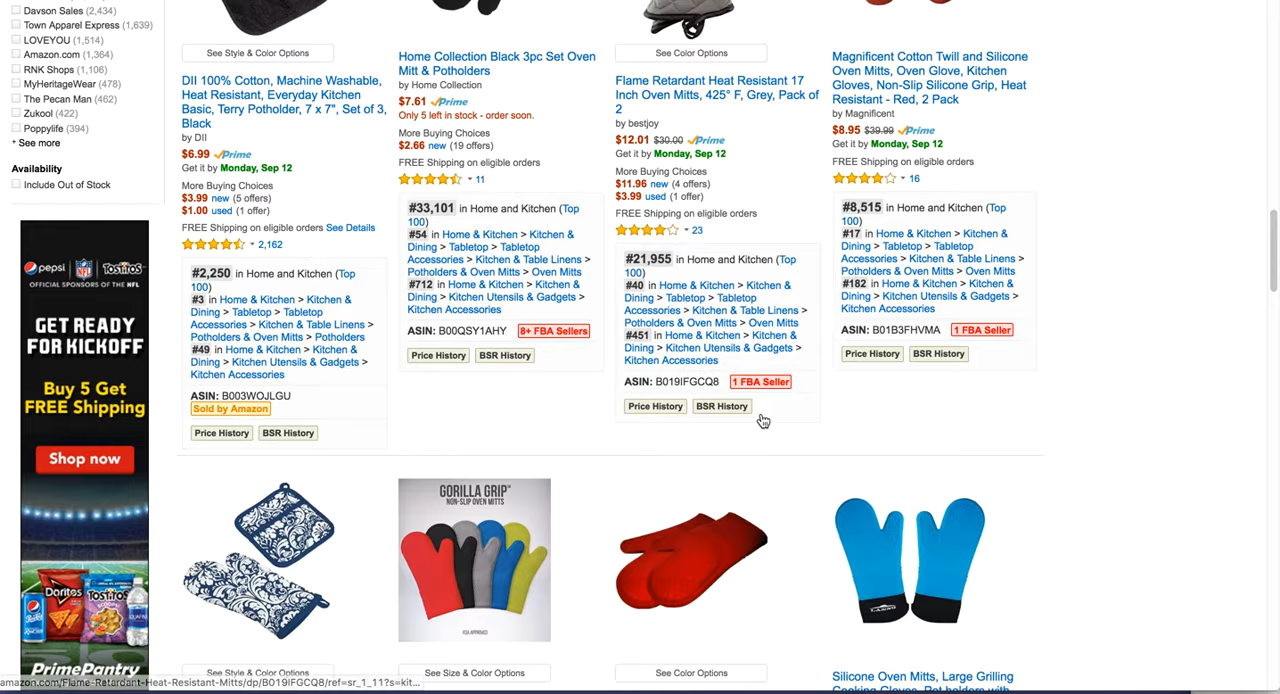 Davson Sales (2,434)
Town Apparel Express (1,639)
LOVEYOU (1,514)
Amazon.com (1,364)
RNK Shops (1,106)
MyHeritageWear (478)
The Pecan Man (462)
Zukool (422)
Poppylife (394)
+ See more
Availability
Include Out of Stock
pepsi NFL TOSTITOS
OFFICIAL SPONSORS OF THE NFL
GET READY
FOR KICKOFF
Buy 5 Get
FREE Shipping
Shop now
Doritos
TOSTITOS
SCOOPS!
pepsi
PrimePantry
See Style & Color Options
DII 100% Cotton, Machine Washable,
Heat Resistant, Everyday Kitchen
Basic, Terry Potholder, 7 x 7", Set of 3,
Black
by DII
$6.99 Prime
Get it by Monday, Sep 12
More Buying Choices
$3.99 new (5 offers)
$1.00 used (1 offer)
FREE Shipping on eligible orders See Details
2,162
#2,250 in Home and Kitchen (Top
100)
#3 in Home & Kitchen > Kitchen &
Dining > Tabletop > Tabletop
Accessories > Kitchen & Table Linens >
Potholders & Oven Mitts > Potholders
#49 in Home & Kitchen > Kitchen &
Dining > Kitchen Utensils & Gadgets >
Kitchen Accessories
ASIN: B003WOJLGU
Sold by Amazon
Price History BSR History
Home Collection Black 3pc Set Oven
Mitt & Potholders
by Home Collection
$7.61 Prime
Only 5 left in stock - order soon.
More Buying Choices
$2.66 new (19 offers)
FREE Shipping on eligible orders
11
#33,101 in Home and Kitchen (Top
100)
#54 in Home & Kitchen > Kitchen &
Dining > Tabletop > Tabletop
Accessories > Kitchen & Table Linens >
Potholders & Oven Mitts > Oven Mitts
#712 in Home & Kitchen > Kitchen &
Dining > Kitchen Utensils & Gadgets >
Kitchen Accessories
ASIN: B00QSY1AHY 8+ FBA Sellers
Price History BSR History
See Color Options
Flame Retardant Heat Resistant 17
Inch Oven Mitts, 425° F, Grey, Pack of
2
by bestjoy
$12.01 $30.00 Prime
Get it by Monday, Sep 12
More Buying Choices
$11.96 new (4 offers)
$3.99 used (1 offer)
FREE Shipping on eligible orders
23
#21,955 in Home and Kitchen (Top
100)
#40 in Home & Kitchen > Kitchen &
Dining > Tabletop > Tabletop
Accessories > Kitchen & Table Linens >
Potholders & Oven Mitts > Oven Mitts
#451 in Home & Kitchen > Kitchen &
Dining > Kitchen Utensils & Gadgets >
Kitchen Accessories
ASIN: B019IFGCQ8 1 FBA Seller
Price History BSR History
Magnificent Cotton Twill and Silicone
Oven Mitts, Oven Glove, Kitchen
Gloves, Non-Slip Silicone Grip, Heat
Resistant - Red, 2 Pack
by Magnificent
$8.95 $39.99 Prime
Get it by Monday, Sep 12
FREE Shipping on eligible orders
16
#8,515 in Home and Kitchen (Top
100)
#17 in Home & Kitchen > Kitchen &
Dining > Tabletop > Tabletop
Accessories > Kitchen & Table Linens >
Potholders & Oven Mitts > Oven Mitts
#182 in Home & Kitchen > Kitchen &
Dining > Kitchen Utensils & Gadgets >
Kitchen Accessories
ASIN: B01B3FHVMA 1 FBA Seller
Price History BSR History
See Style & Color Options
GORILLA GRIP™
NON-SLIP OVEN MITTS
FDA APPROVED
See Size & Color Options
See Color Options
Silicone Oven Mitts, Large Grilling
Cooking Gloves, Pot holders with
amazon.com/Flame-Retardant-Heat-Resistant-Mitts/dp/B019IFGCQ8/ref=sr_1_11?s=kit...